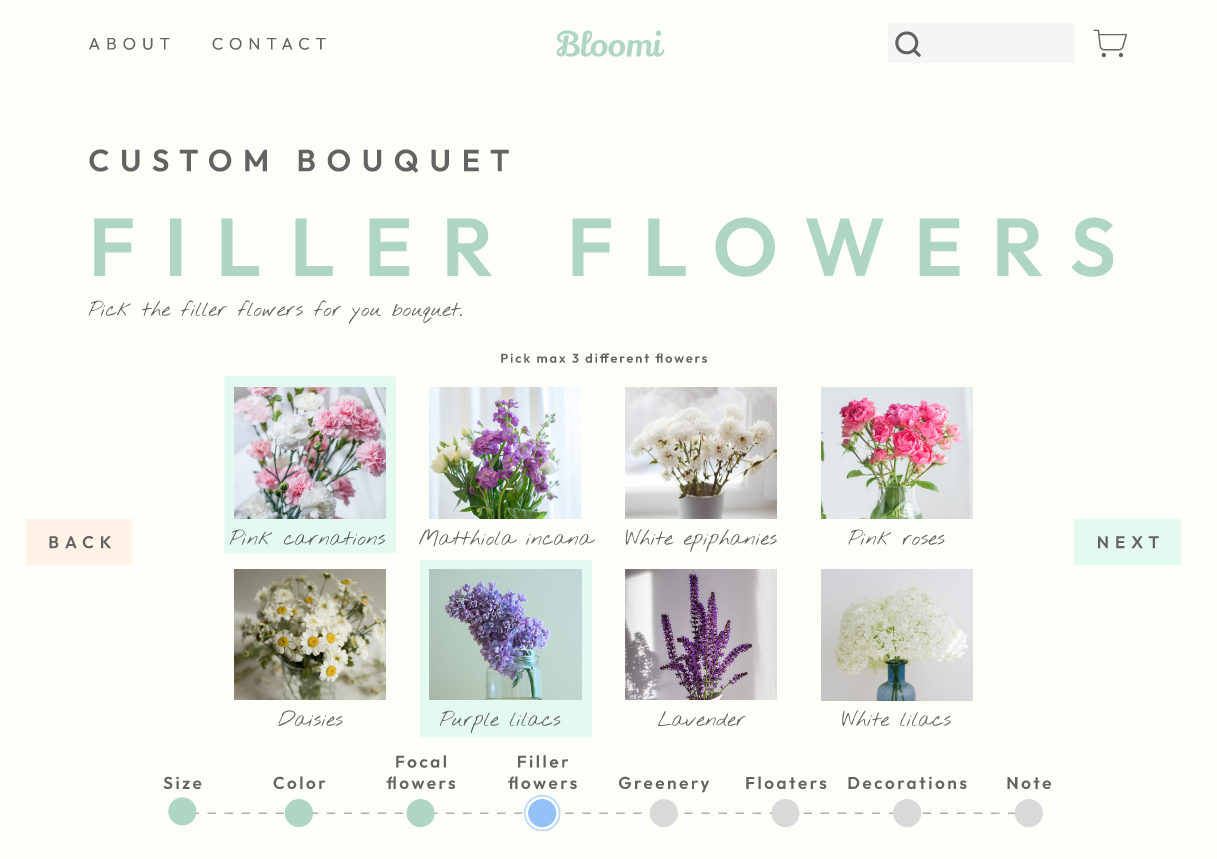 ABOUT CONTACT Bloomi
CUSTOM BOUQUET
FILLER FLOWERS
Pick the filler flowers for you bouquet.
Pick max 3 different flowers
Pink carnations Matthiola incana White epiphanies Pink roses
BACK NEXT
Daisies Purple lilacs Lavender White lilacs
Size Color Focal flowers Filler flowers Greenery Floaters Decorations Note